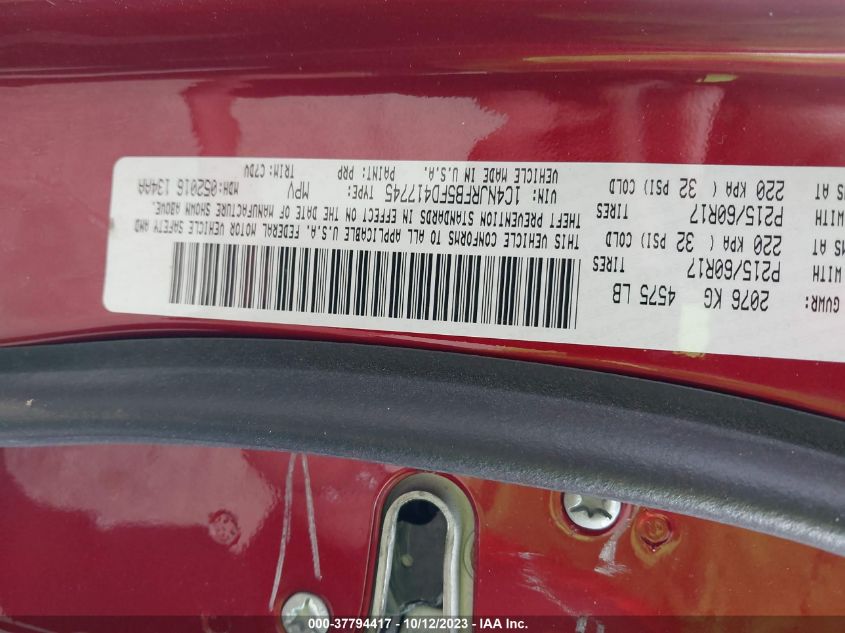 GVWR: 2076 KG 4575 LB
WITH P215/60R17 TIRES
AT 220 KPA ( 32 PSI) COLD
WITH P215/60R17 TIRES
AT 220 KPA ( 32 PSI) COLD
THIS VEHICLE CONFORMS TO ALL APPLICABLE U.S.A. FEDERAL MOTOR VEHICLE SAFETY AND
THEFT PREVENTION STANDARDS IN EFFECT ON THE DATE OF MANUFACTURE SHOWN ABOVE.
VIN: 1C4NJRFB5FD417745 TYPE: MPV MDH:052016 134AA
VEHICLE MADE IN U.S.A. PAINT: PRP TRIM: C7DV
000-37794417 - 10/12/2023 - IAA Inc.